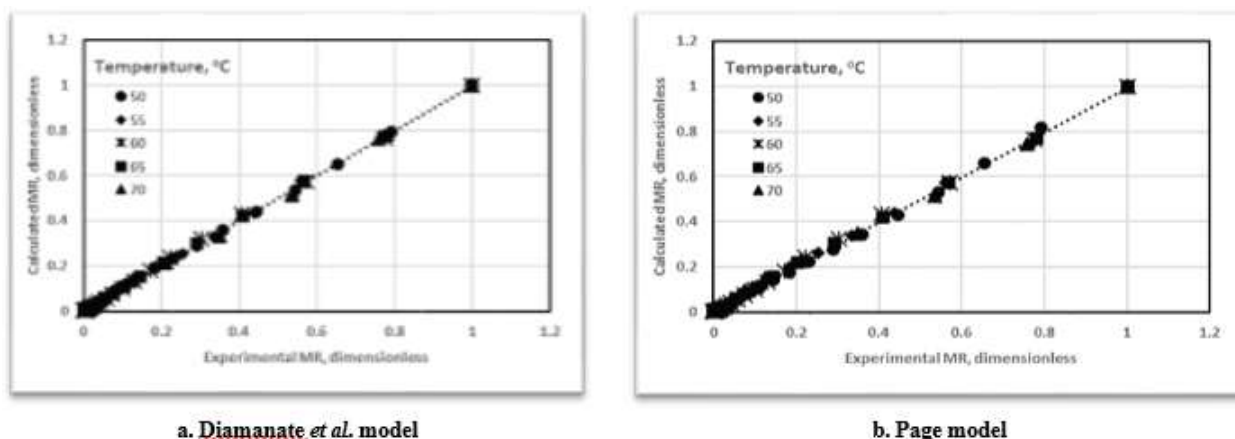 1.2
1
0.8
0.6
0.4
0.2
0
Calculated MR, dimensionless
Temperature, °C
50
55
60
65
70
0 0.2 0.4 0.6 0.8 1 1.2
Experimental MR, dimensionless
a. Diamanate et al. model
1.2
1
0.8
0.6
0.4
0.2
0
Calculated MR, dimensionless
Temperature, °C
50
55
60
65
70
0 0.2 0.4 0.6 0.8 1 1.2
Experimental MR, dimensionless
b. Page model